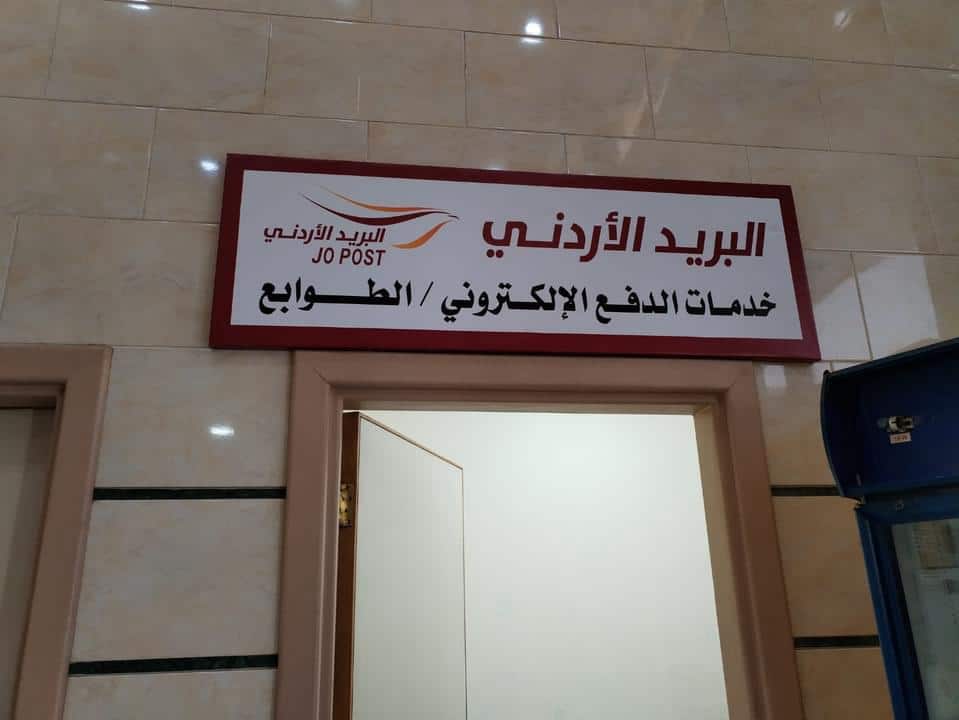 البريد الأردني
البريد الأردني
JO POST
خدمات الدفع الإلكتروني / الطوابع